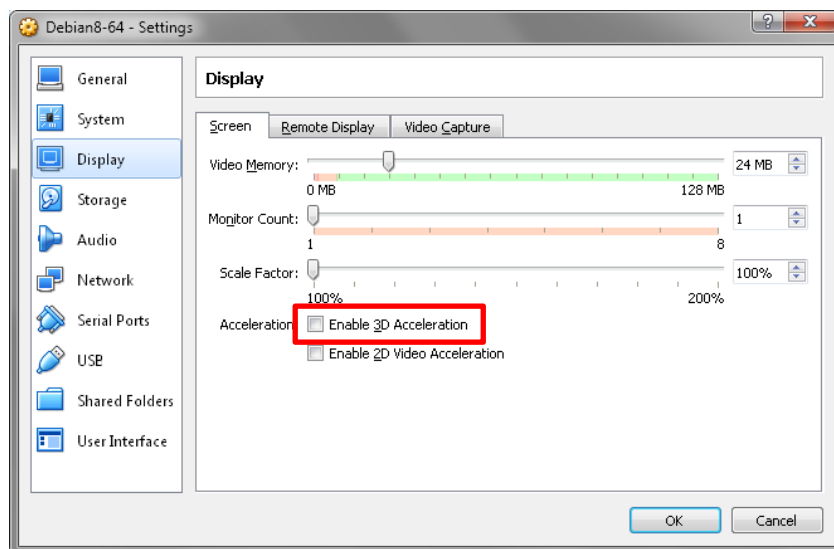 Debian8-64 - Settings
General
System
Display
Storage
Audio
Network
Serial Ports
USB
Shared Folders
User Interface
Display
Screen Remote Display Video Capture
Video Memory: 24 MB
0 MB 128 MB
Monitor Count: 1
1 8
Scale Factor: 100%
100% 200%
Acceleration Enable 3D Acceleration
Enable 2D Video Acceleration
OK Cancel